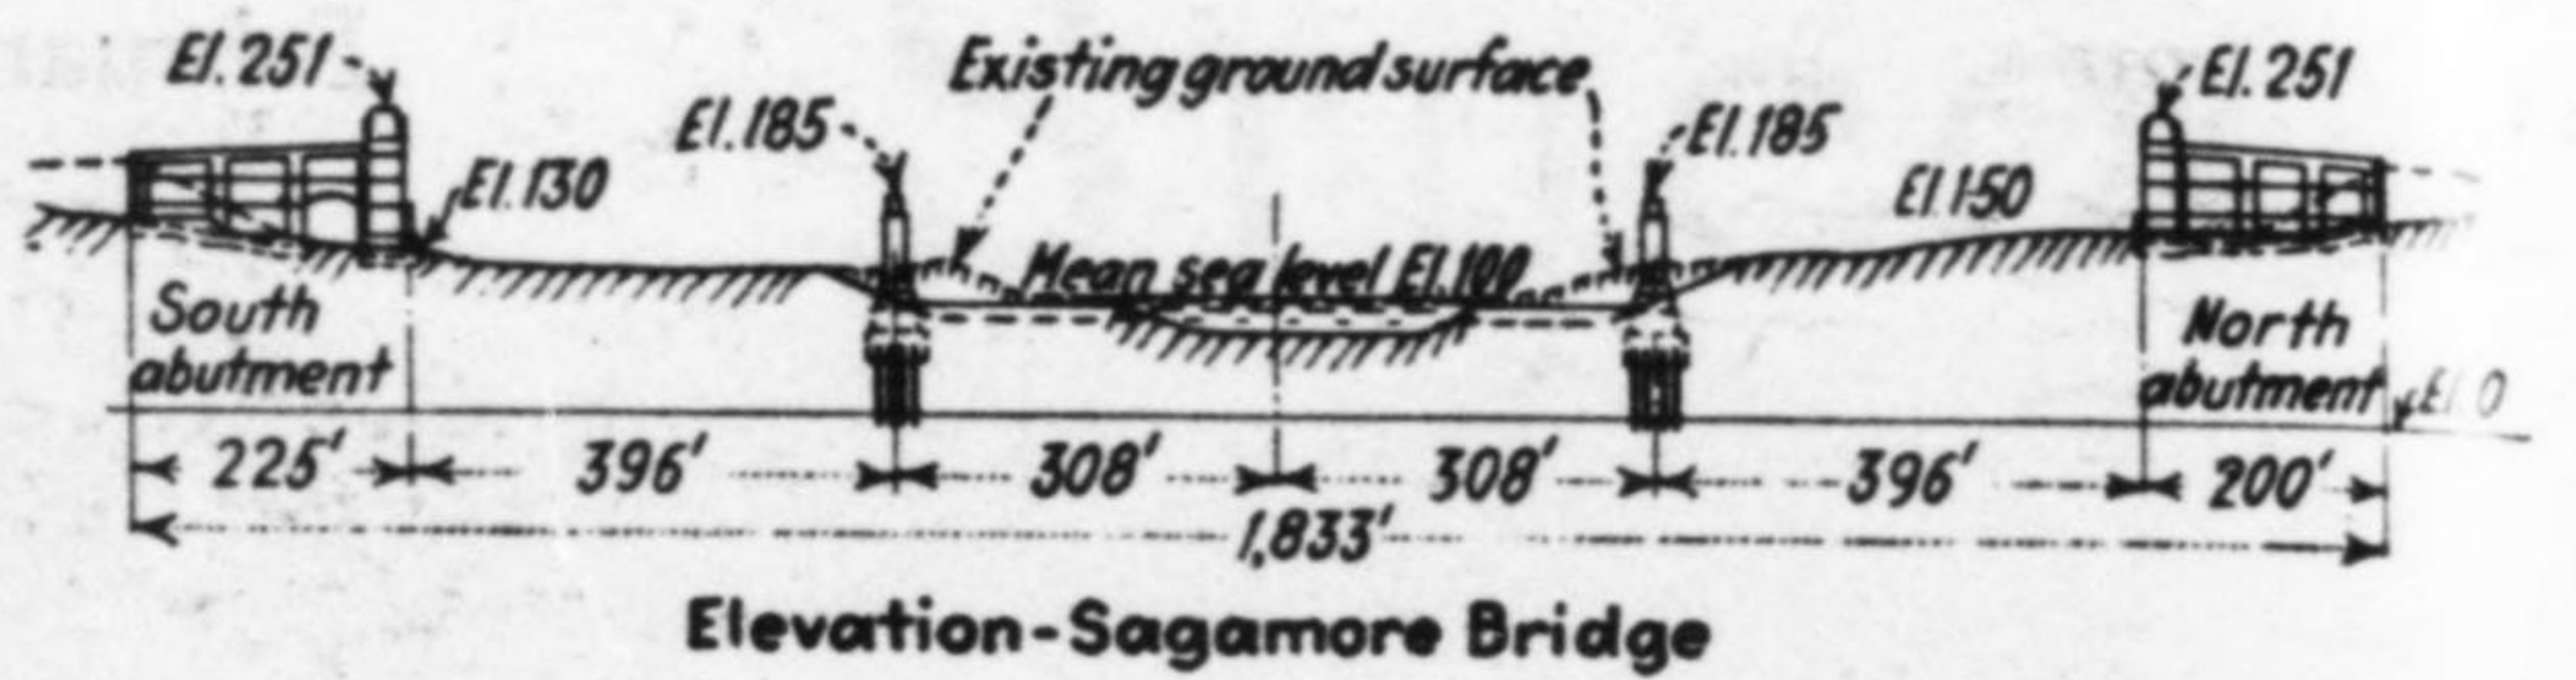 El. 251
Existing ground surface
El. 251
El. 185
El. 185
El. 130
El. 150
Mean sea level El. 100
South
abutment
North
abutment
El 0
225'
396'
308'
308'
396'
200'
1,833'
Elevation-Sagamore Bridge